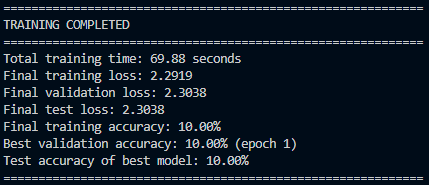 ============================================================
TRAINING COMPLETED
============================================================
Total training time: 69.88 seconds
Final training loss: 2.2919
Final validation loss: 2.3038
Final test loss: 2.3038
Final training accuracy: 10.00%
Best validation accuracy: 10.00% (epoch 1)
Test accuracy of best model: 10.00%
============================================================